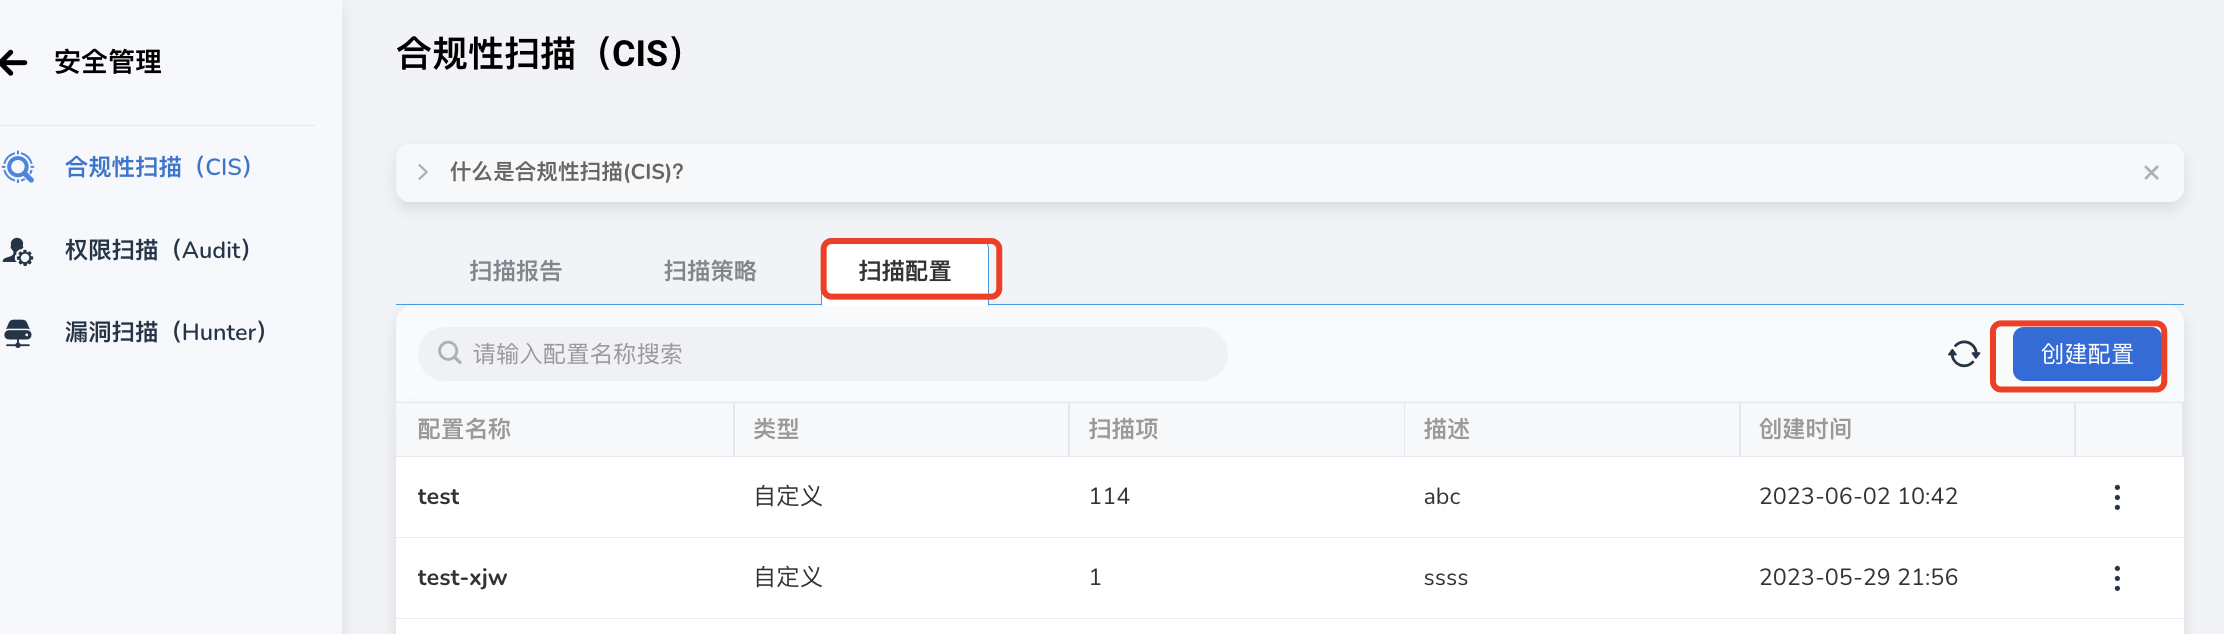 安全管理
合规性扫描（CIS）
权限扫描（Audit）
漏洞扫描（Hunter）
合规性扫描（CIS）
什么是合规性扫描(CIS)?
扫描报告 扫描策略 扫描配置
请输入配置名称搜索 创建配置
配置名称 类型 扫描项 描述 创建时间
test 自定义 114 abc 2023-06-02 10:42
test-xjw 自定义 1 ssss 2023-05-29 21:56